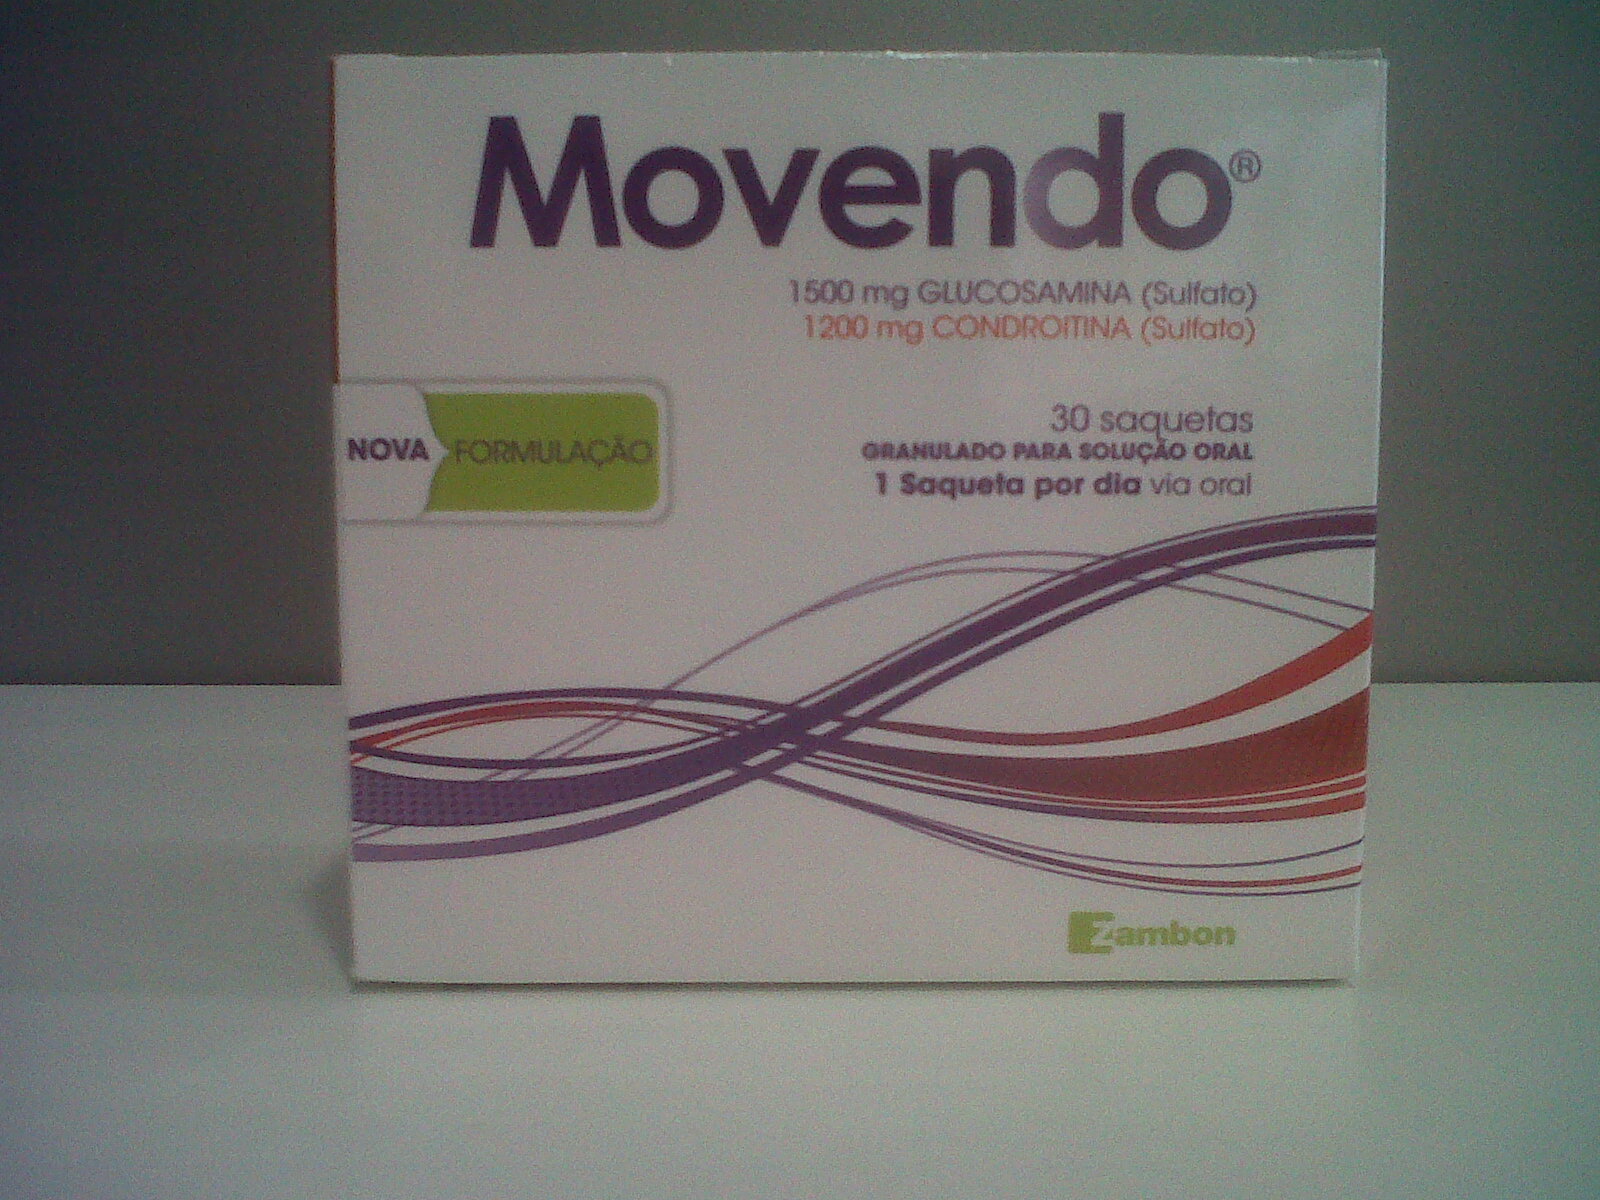 Movendo®
1500 mg GLUCOSAMINA (Sulfato)
1200 mg CONDROITINA (Sulfato)
NOVA FORMULAÇÃO
30 saquetas
GRANULADO PARA SOLUÇÃO ORAL
1 Saqueta por dia via oral
Zambon